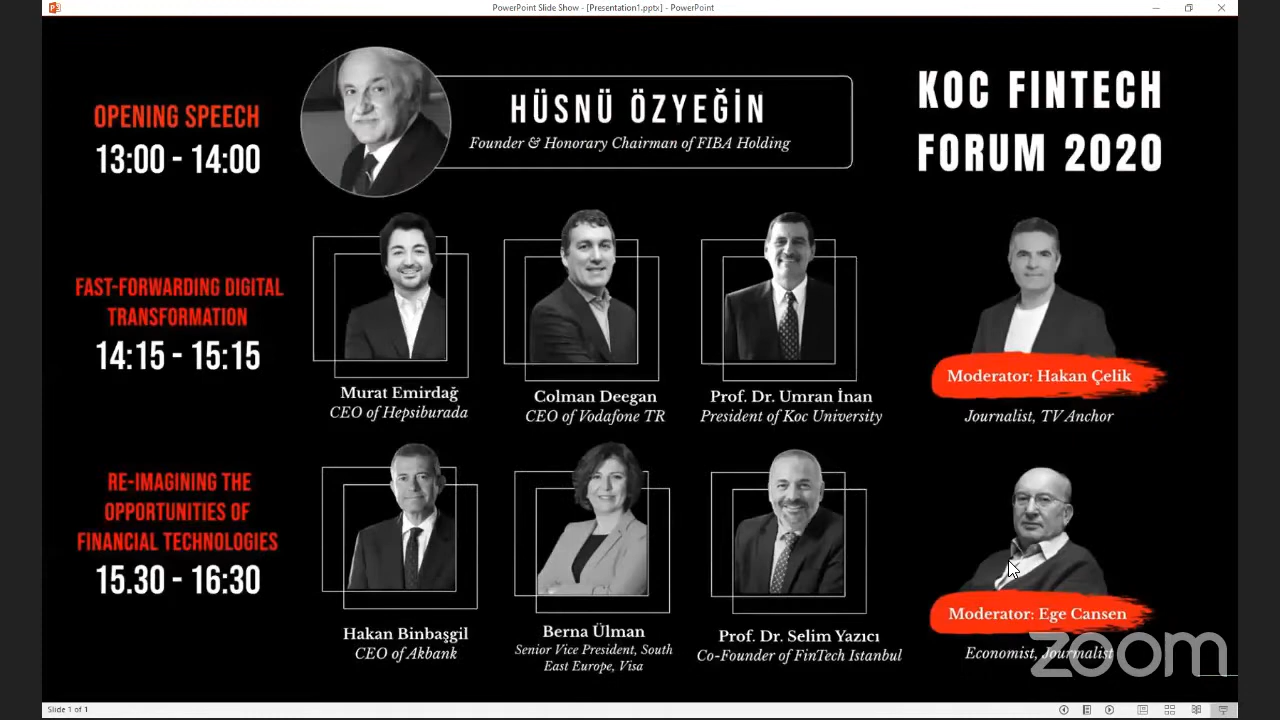 PowerPoint Slide Show - [Presentation1.pptx] - PowerPoint
OPENING SPEECH
13:00 - 14:00
HÜSNÜ ÖZYEĞİN
Founder & Honorary Chairman of FIBA Holding
KOC FINTECH
FORUM 2020
FAST-FORWARDING DIGITAL
TRANSFORMATION
14:15 - 15:15
Murat Emirdağ
CEO of Hepsiburada
Colman Deegan
CEO of Vodafone TR
Prof. Dr. Umran İnan
President of Koc University
Moderator: Hakan Çelik
Journalist, TV Anchor
RE-IMAGINING THE
OPPORTUNITIES OF
FINANCIAL TECHNOLOGIES
15.30 - 16:30
Hakan Binbaşgil
CEO of Akbank
Berna Ülman
Senior Vice President, South
East Europe, Visa
Prof. Dr. Selim Yazıcı
Co-Founder of FinTech Istanbul
Moderator: Ege Cansen
Economist, Journalist
zoom
Slide 1 of 1